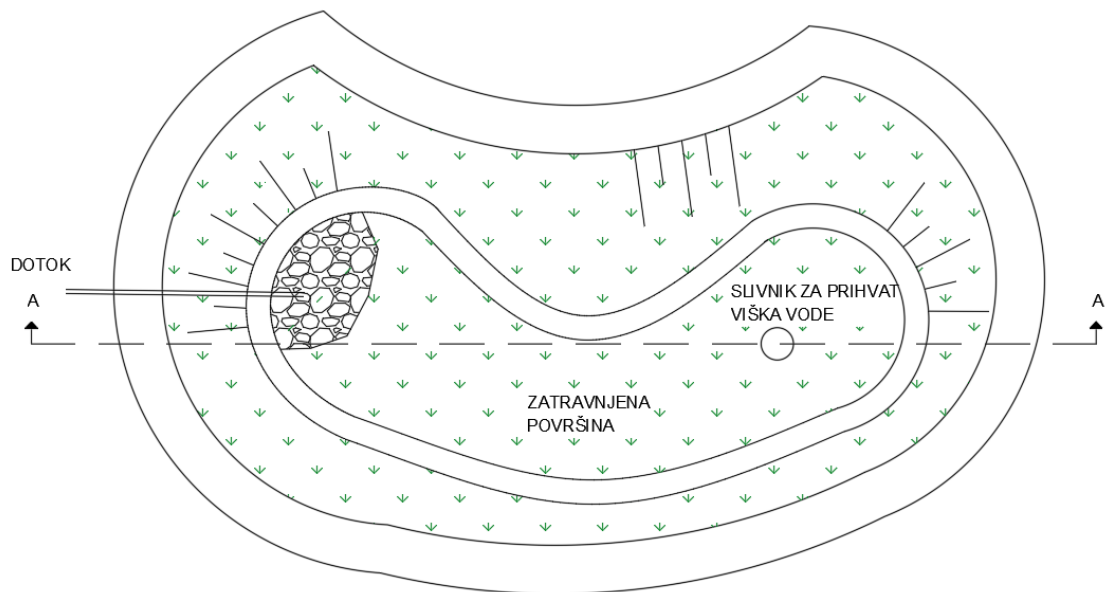 DOTOK
A
A
SLIVNIK ZA PRIHVAT
VIŠKA VODE
ZATRAVNJENA
POVRŠINA